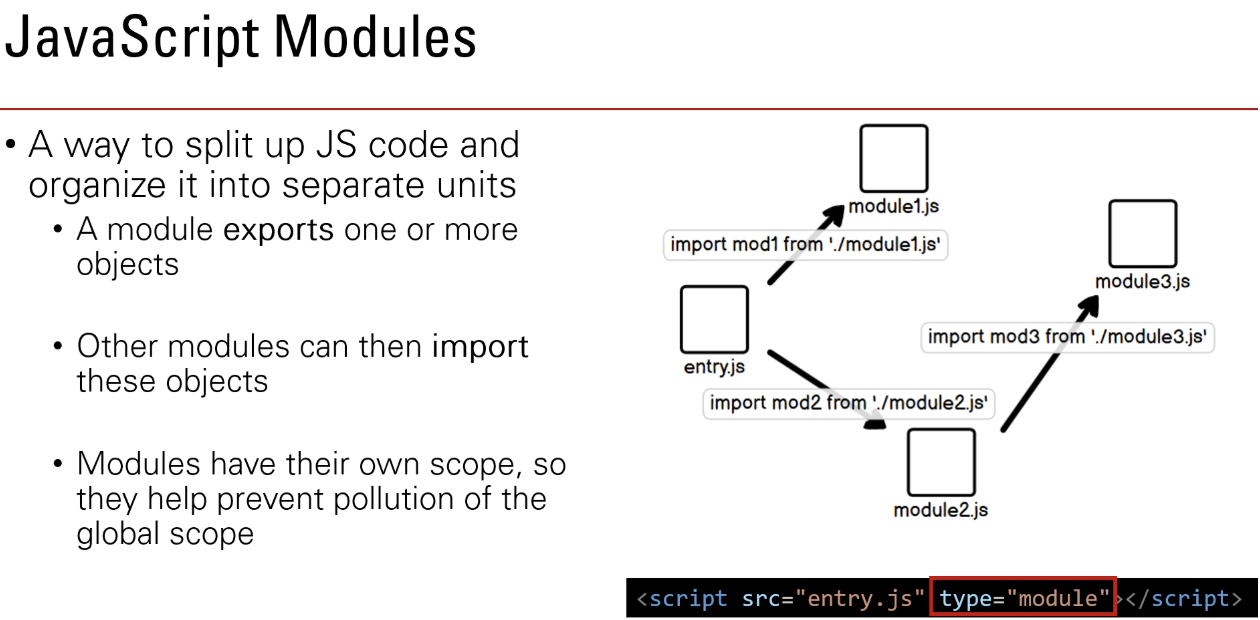 JavaScript Modules
• A way to split up JS code and
organize it into separate units
• A module exports one or more
objects
• Other modules can then import
these objects
• Modules have their own scope, so
they help prevent pollution of the
global scope
module1.js
import mod1 from './module1.js'
module3.js
import mod3 from './module3.js'
entry.js
import mod2 from './module2.js'
module2.js
<script src="entry.js" type="module"></script>